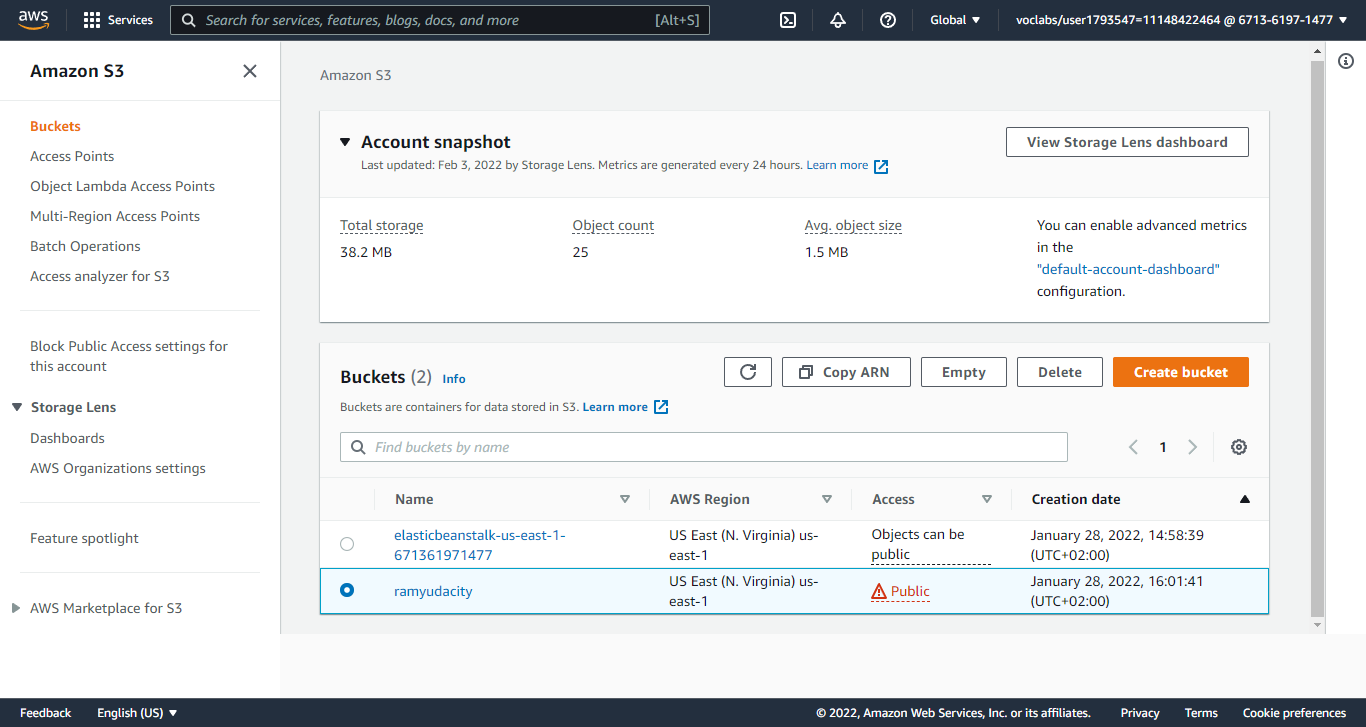 aws
Services
Search for services, features, blogs, docs, and more
[Alt+S]
Global
voclabs/user1793547=11148422464 @ 6713-6197-1477
Amazon S3
Buckets
Access Points
Object Lambda Access Points
Multi-Region Access Points
Batch Operations
Access analyzer for S3
Block Public Access settings for
this account
Storage Lens
Dashboards
AWS Organizations settings
Feature spotlight
AWS Marketplace for S3
Amazon S3
Account snapshot
Last updated: Feb 3, 2022 by Storage Lens. Metrics are generated every 24 hours. Learn more
View Storage Lens dashboard
Total storage
38.2 MB
Object count
25
Avg. object size
1.5 MB
You can enable advanced metrics
in the
"default-account-dashboard"
configuration.
Buckets (2) Info
Copy ARN
Empty
Delete
Create bucket
Buckets are containers for data stored in S3. Learn more
Find buckets by name
1
Name
AWS Region
Access
Creation date
elasticbeanstalk-us-east-1-
671361971477
US East (N. Virginia) us-
east-1
Objects can be
public
January 28, 2022, 14:58:39
(UTC+02:00)
ramyudacity
US East (N. Virginia) us-
east-1
Public
January 28, 2022, 16:01:41
(UTC+02:00)
Feedback
English (US)
© 2022, Amazon Web Services, Inc. or its affiliates.
Privacy
Terms
Cookie preferences